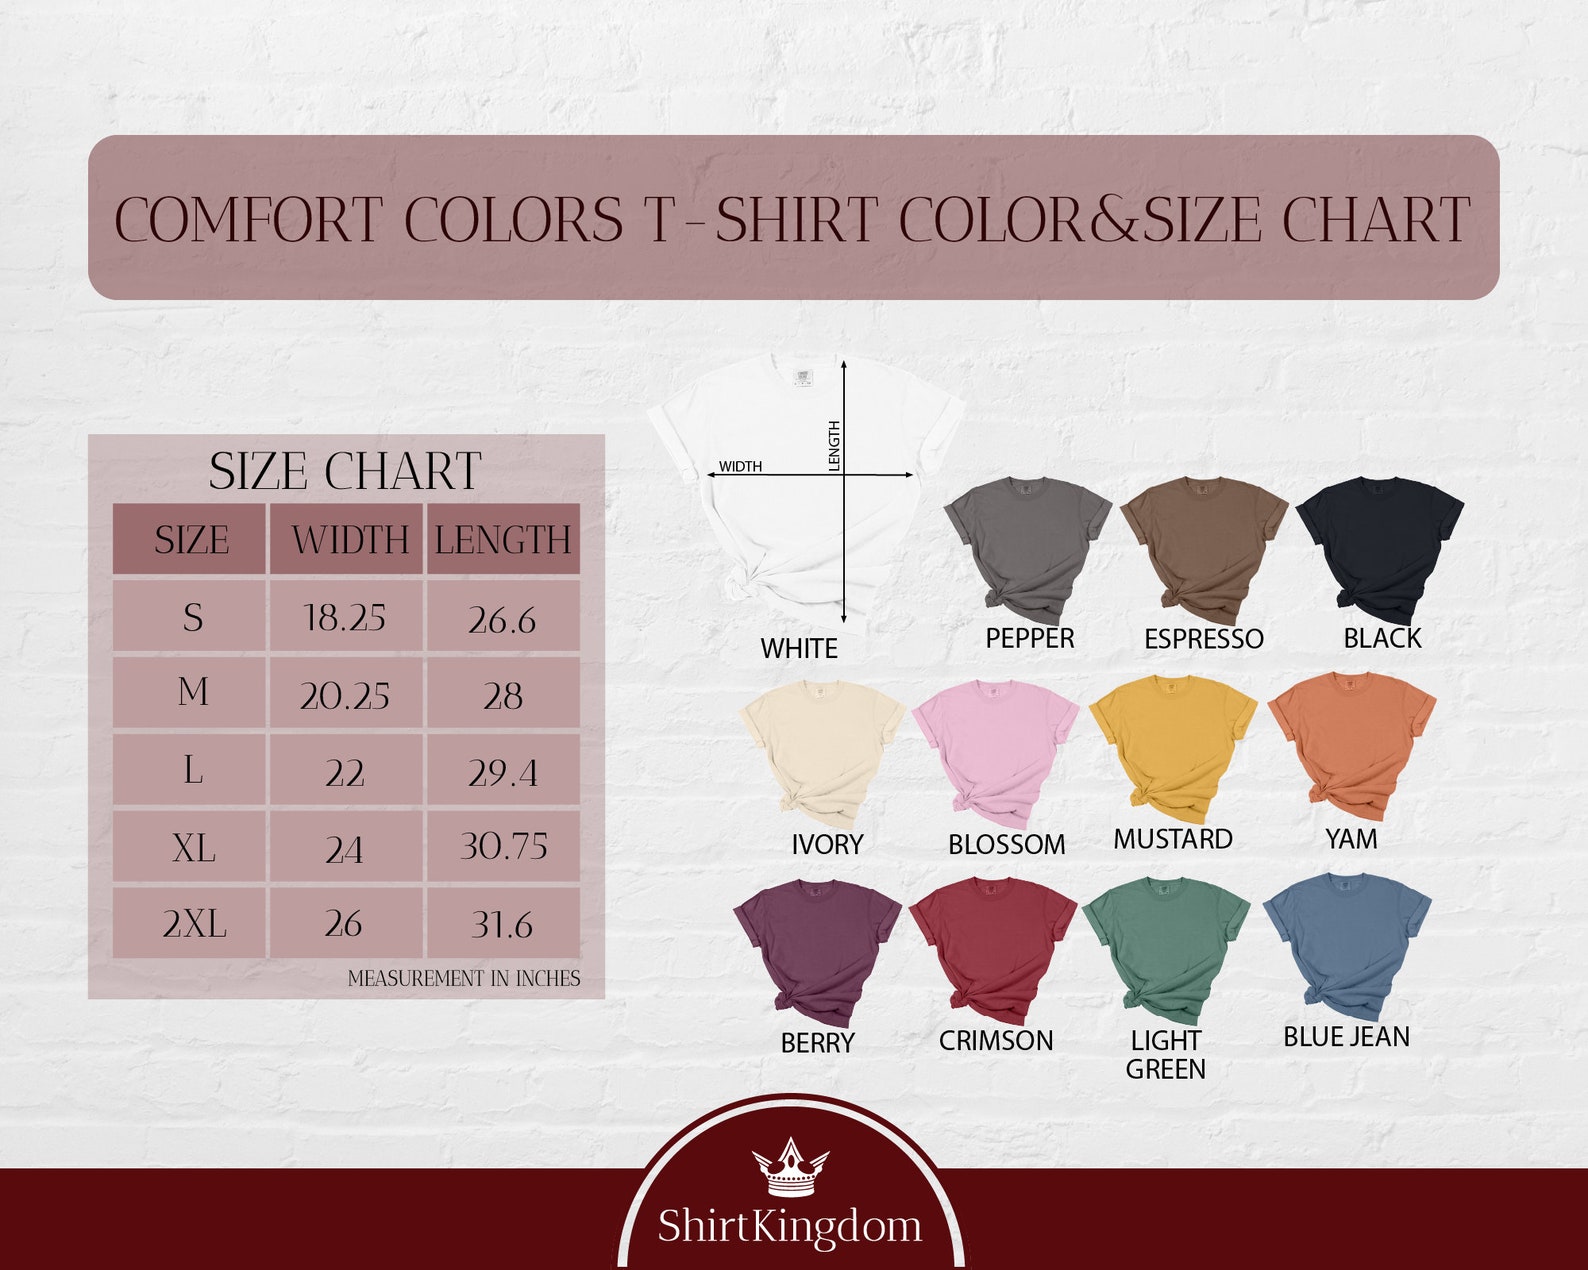 COMFORT COLORS T-SHIRT COLOR&SIZE CHART
SIZE CHART
SIZE WIDTH LENGTH
S 18.25 26.6
M 20.25 28
L 22 29.4
XL 24 30.75
2XL 26 31.6
MEASUREMENT IN INCHES
WIDTH
LENGTH
WHITE
PEPPER
ESPRESSO
BLACK
IVORY
BLOSSOM
MUSTARD
YAM
BERRY
CRIMSON
LIGHT
GREEN
BLUE JEAN
ShirtKingdom